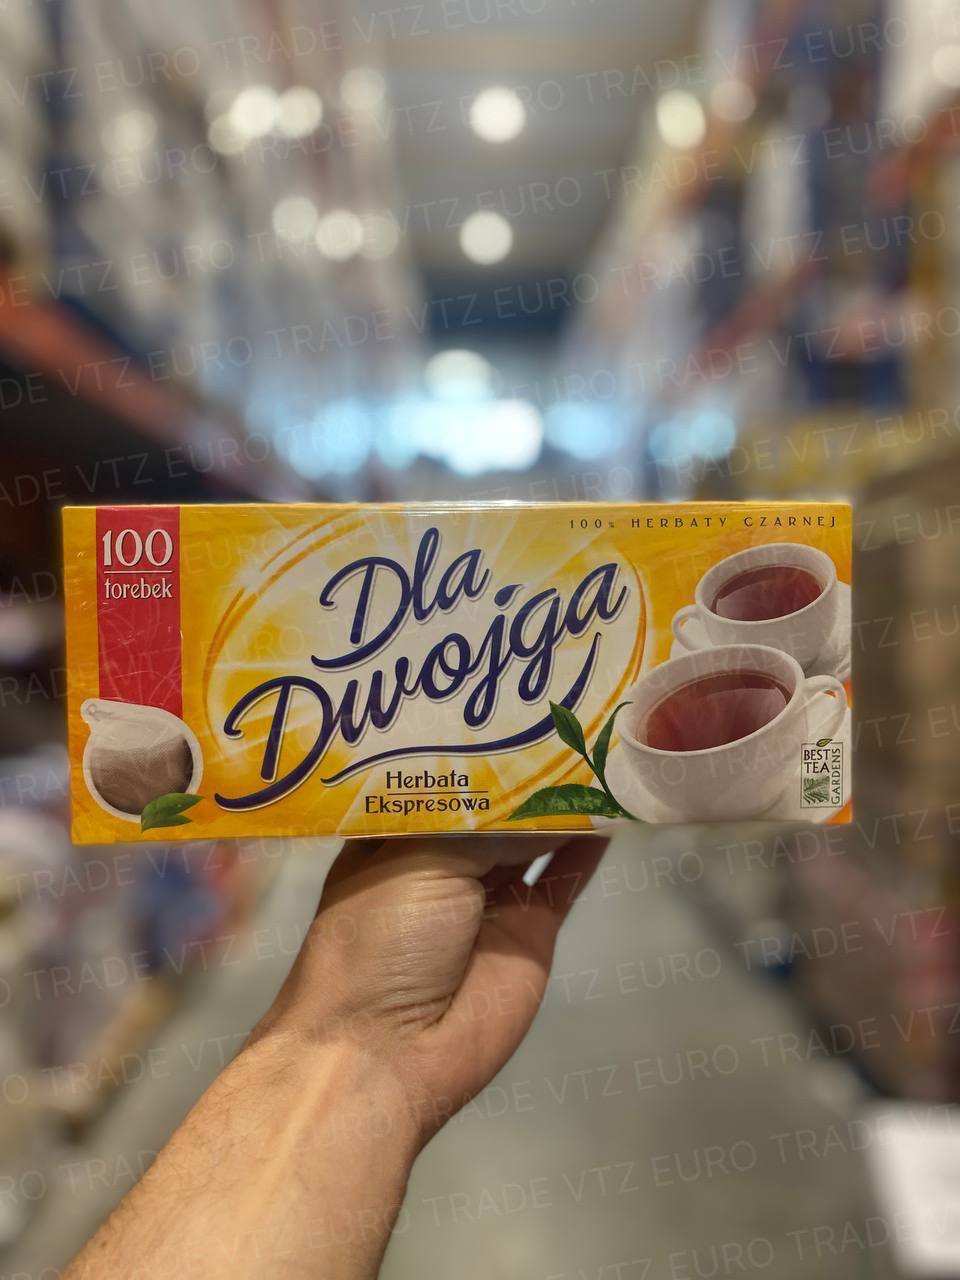 100% HERBATY CZARNEJ
100
torebek
Dla
Dwojga
Herbata
Ekspresowa
BEST
TEA
GARDENS
VTZ EURO TRADE